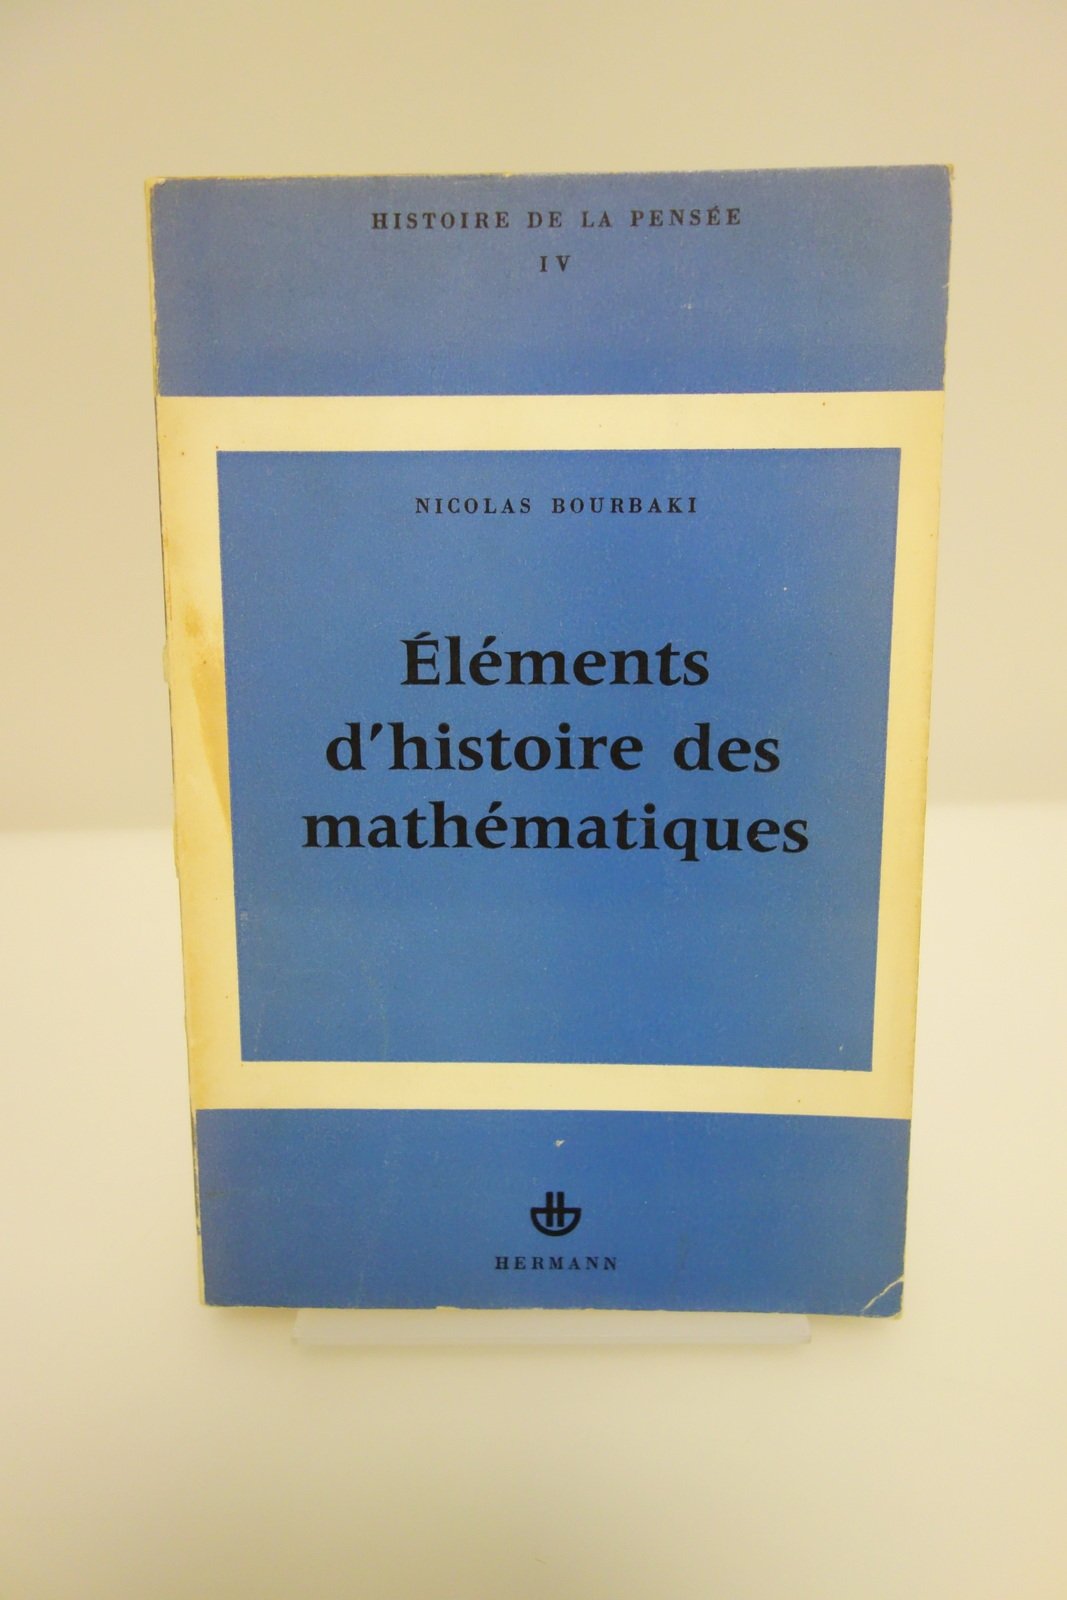 HISTOIRE DE LA PENSÉE
IV
NICOLAS BOURBAKI
Éléments
d'histoire des
mathématiques
HERMANN